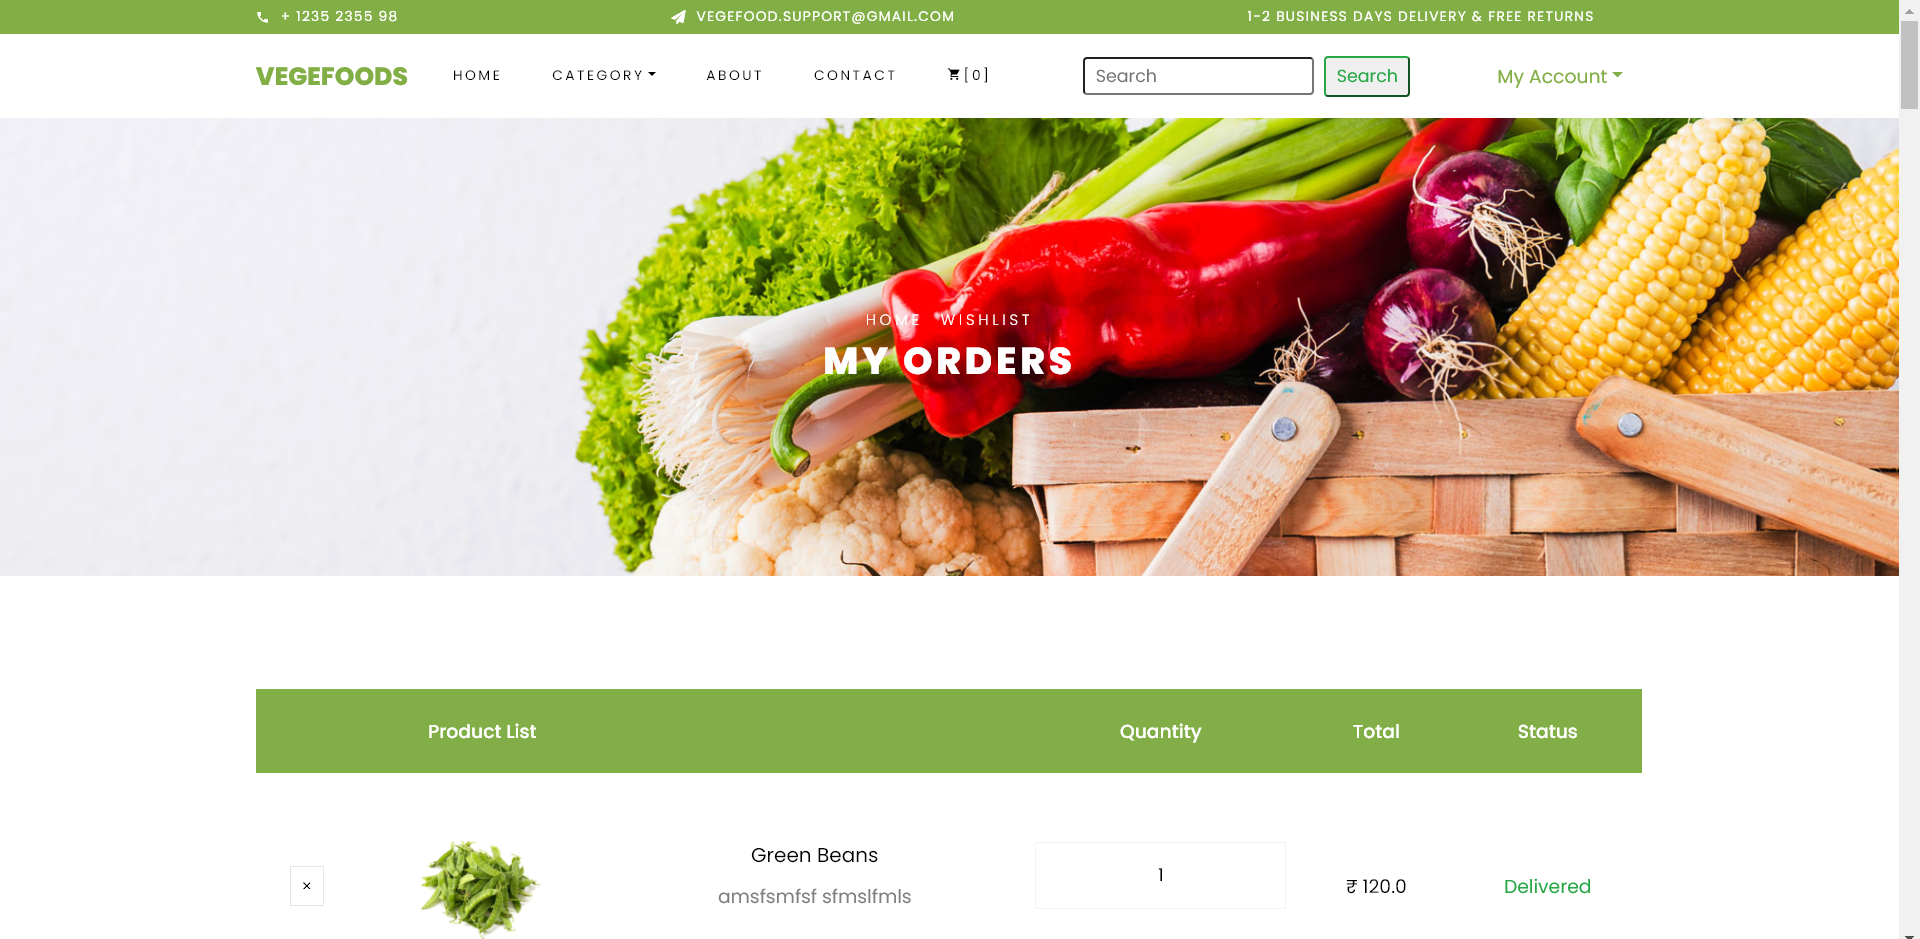 + 1235 2355 98
VEGEFOOD.SUPPORT@GMAIL.COM
1-2 BUSINESS DAYS DELIVERY & FREE RETURNS
VEGEFOODS
HOME
CATEGORY
ABOUT
CONTACT
[0]
Search
Search
My Account
HOME WISHLIST
MY ORDERS
Product List
Quantity
Total
Status
×
Green Beans
amsfsmfsf sfmslfmls
1
₹ 120.0
Delivered